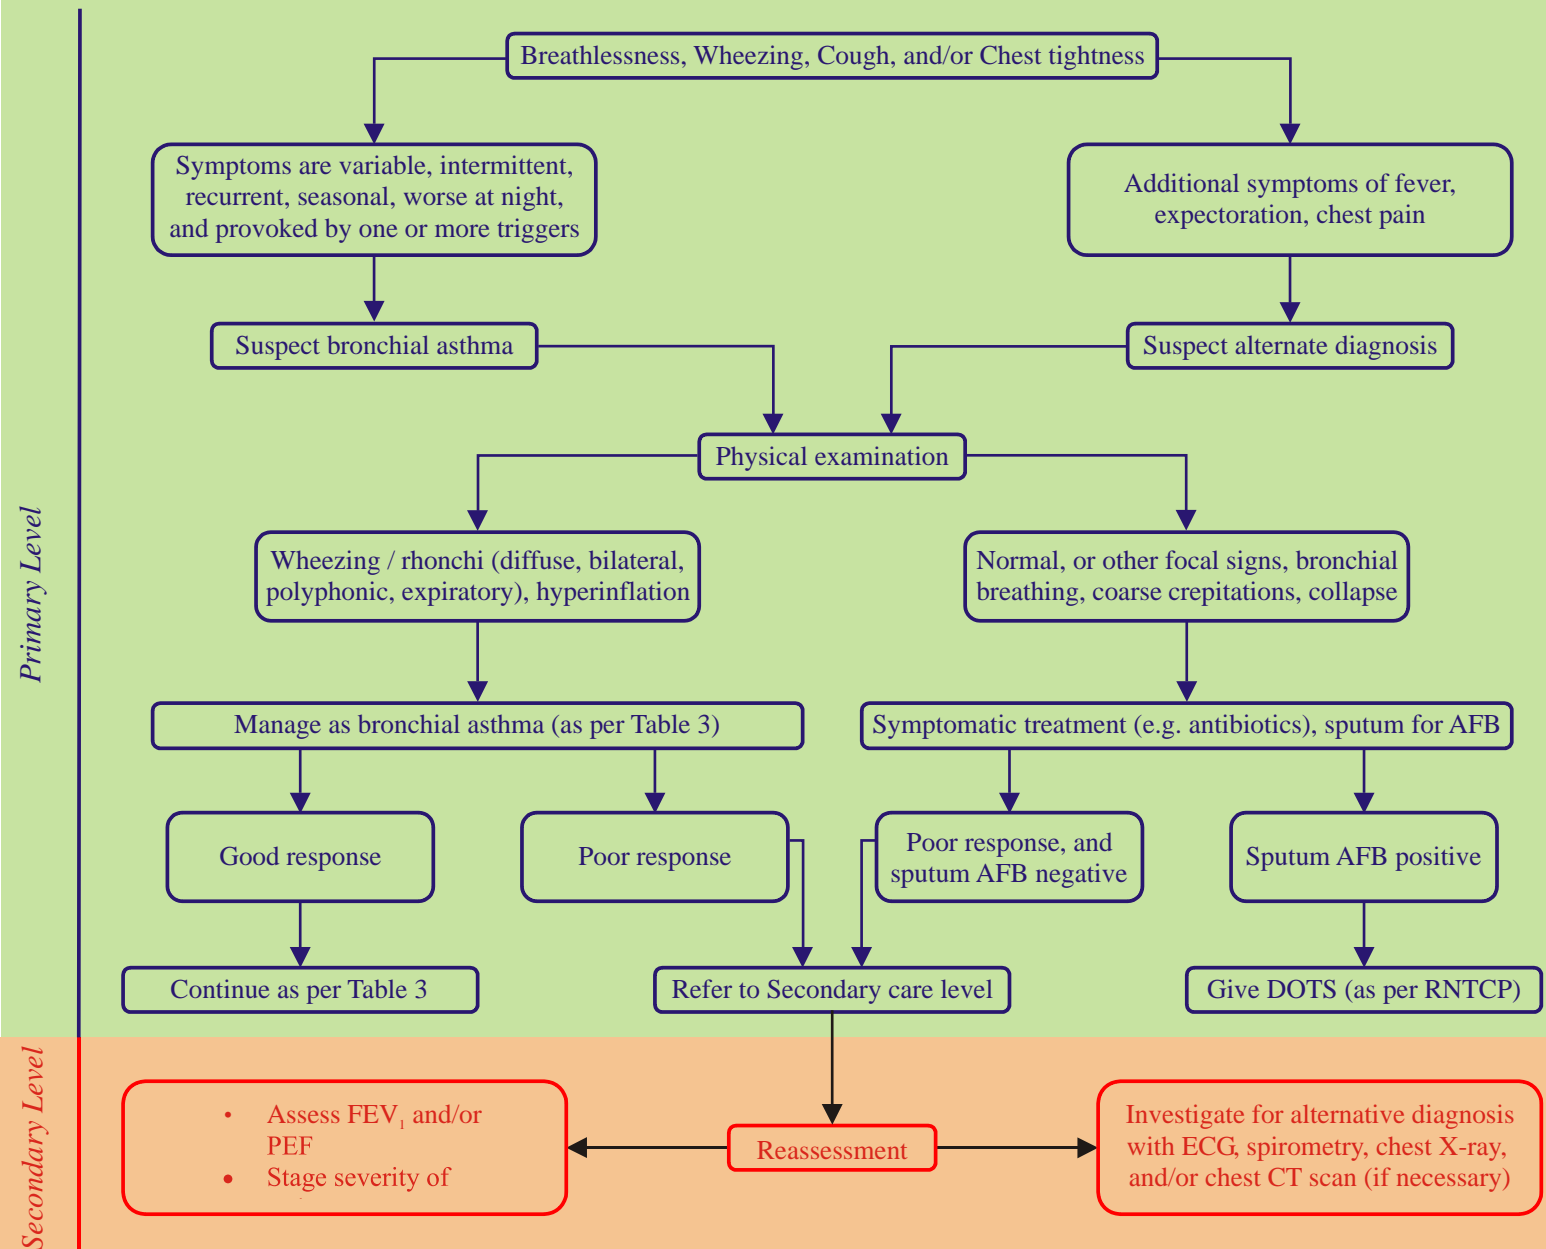 Breathlessness, Wheezing, Cough, and/or Chest tightness
Symptoms are variable, intermittent,
recurrent, seasonal, worse at night,
and provoked by one or more triggers
Additional symptoms of fever,
expectoration, chest pain
Suspect bronchial asthma
Suspect alternate diagnosis
Physical examination
Primary Level
Wheezing / rhonchi (diffuse, bilateral,
polyphonic, expiratory), hyperinflation
Normal, or other focal signs, bronchial
breathing, coarse crepitations, collapse
Manage as bronchial asthma (as per Table 3)
Symptomatic treatment (e.g. antibiotics), sputum for AFB
Good response
Poor response
Poor response, and
sputum AFB negative
Sputum AFB positive
Continue as per Table 3
Refer to Secondary care level
Give DOTS (as per RNTCP)
Secondary Level
• Assess FEV₁ and/or
PEF
• Stage severity of
Reassessment
Investigate for alternative diagnosis
with ECG, spirometry, chest X-ray,
and/or chest CT scan (if necessary)